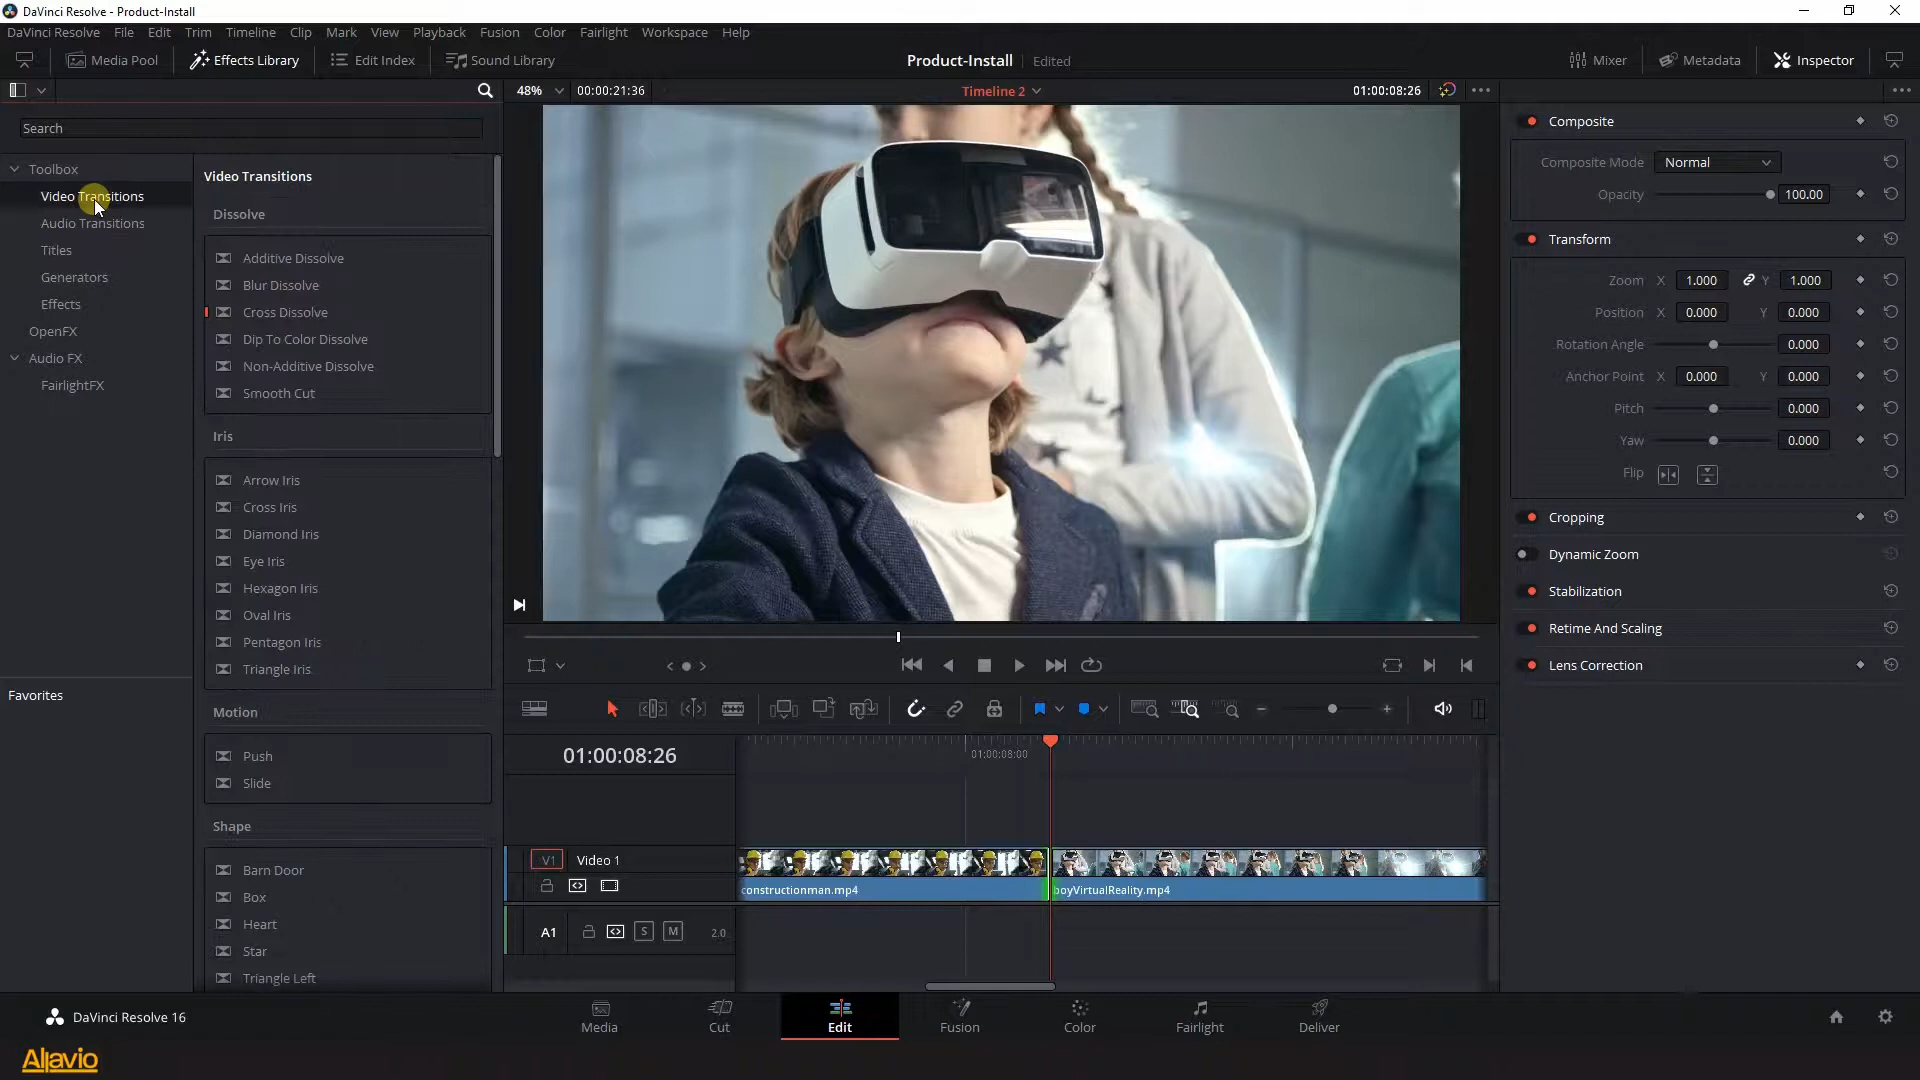 DaVinci Resolve - Product-Install
DaVinci Resolve File Edit Trim Timeline Clip Mark View Playback Fusion Color Fairlight Workspace Help
Media Pool Effects Library Edit Index Sound Library Product-Install Edited Mixer Metadata Inspector
48% 00:00:21:36 Timeline 2 01:00:08:26
Search
Toolbox
Video Transitions
Audio Transitions
Titles
Generators
Effects
OpenFX
Audio FX
FairlightFX
Favorites
Video Transitions
Dissolve
Additive Dissolve
Blur Dissolve
Cross Dissolve
Dip To Color Dissolve
Non-Additive Dissolve
Smooth Cut
Iris
Arrow Iris
Cross Iris
Diamond Iris
Eye Iris
Hexagon Iris
Oval Iris
Pentagon Iris
Triangle Iris
Motion
Push
Slide
Shape
Barn Door
Box
Heart
Star
Triangle Left
Composite
Composite Mode Normal
Opacity 100.00
Transform
Zoom X 1.000 Y 1.000
Position X 0.000 Y 0.000
Rotation Angle 0.000
Anchor Point X 0.000 Y 0.000
Pitch 0.000
Yaw 0.000
Flip
Cropping
Dynamic Zoom
Stabilization
Retime And Scaling
Lens Correction
01:00:08:26 01:00:08:00
V1 Video 1
constructionman.mp4 boyVirtualReality.mp4
A1 S M 2.0
DaVinci Resolve 16
Media Cut Edit Fusion Color Fairlight Deliver
Allavio